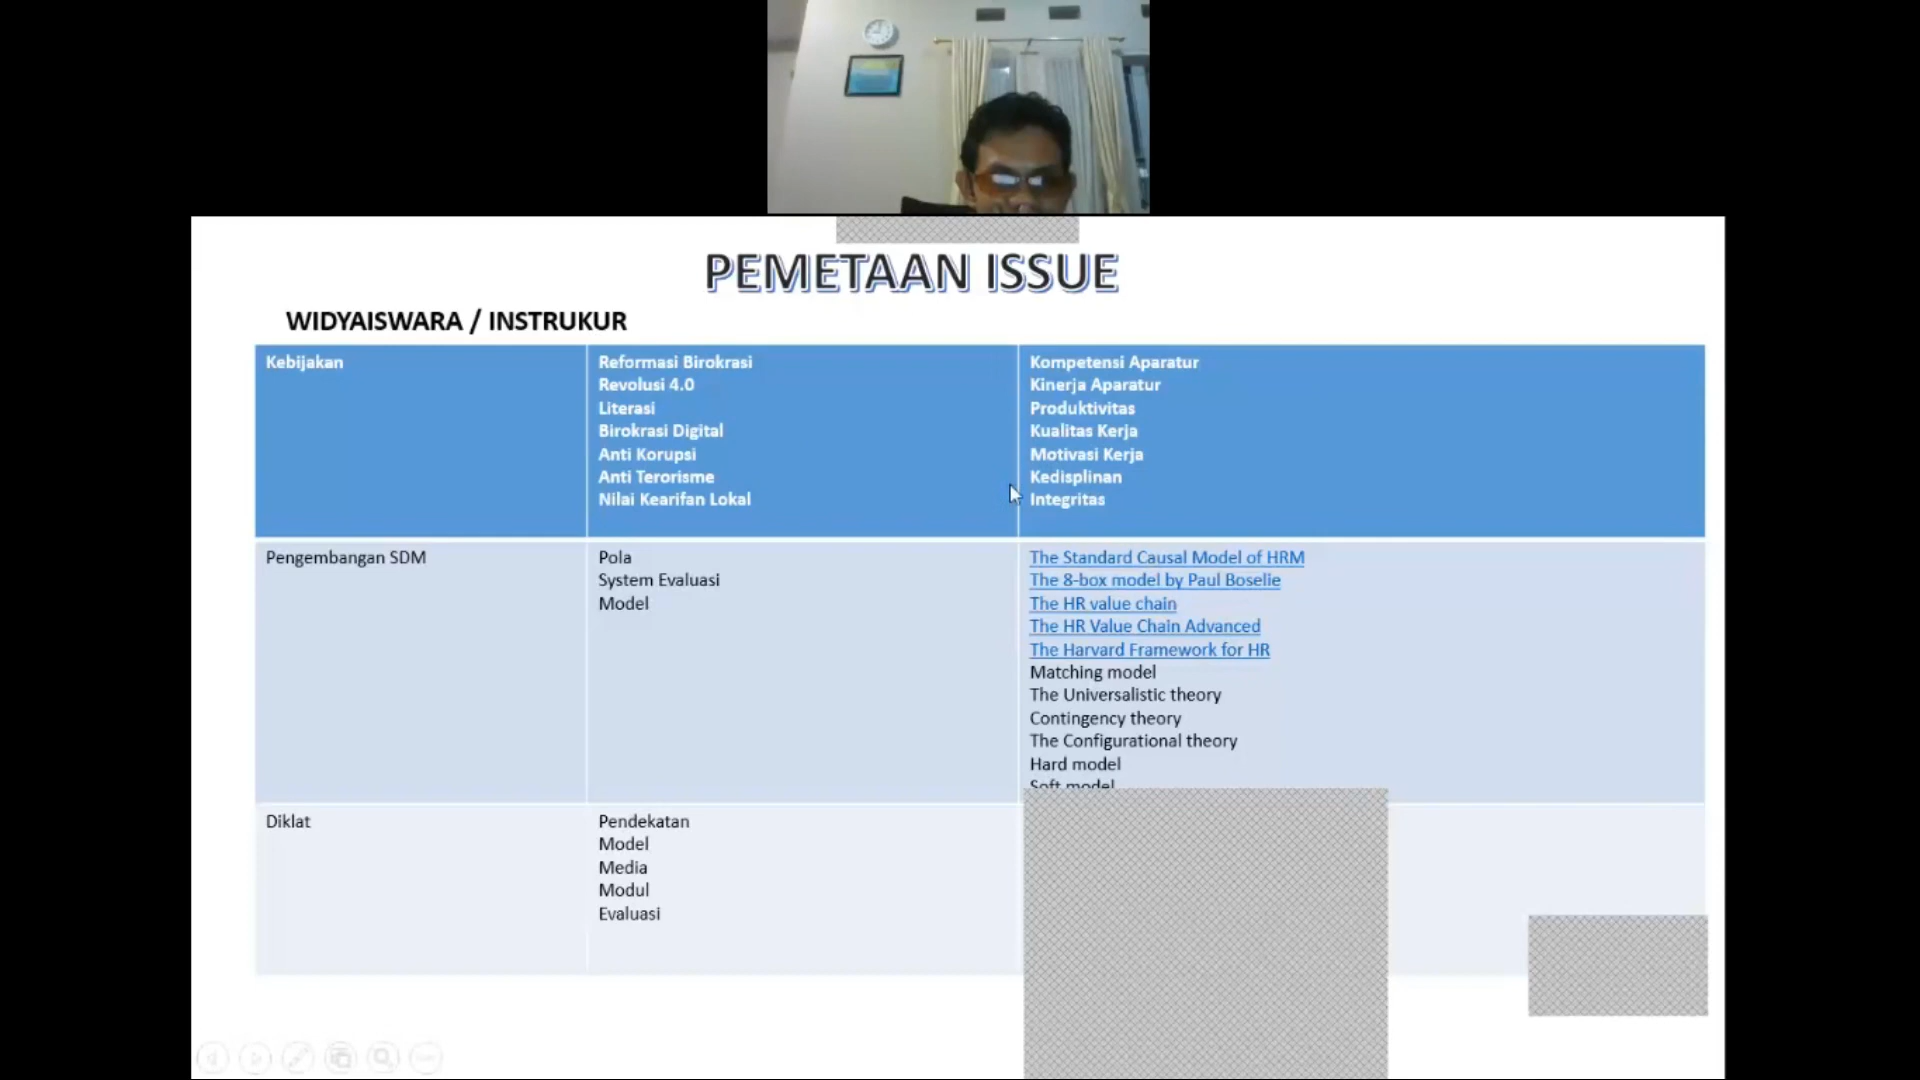 PEMETAAN ISSUE
WIDYAISWARA / INSTRUKUR
Kebijakan
Reformasi Birokrasi
Revolusi 4.0
Literasi
Birokrasi Digital
Anti Korupsi
Anti Terorisme
Nilai Kearifan Lokal
Kompetensi Aparatur
Kinerja Aparatur
Produktivitas
Kualitas Kerja
Motivasi Kerja
Kedisplinan
Integritas
Pengembangan SDM
Pola
System Evaluasi
Model
The Standard Causal Model of HRM
The 8-box model by Paul Boselie
The HR value chain
The HR Value Chain Advanced
The Harvard Framework for HR
Matching model
The Universalistic theory
Contingency theory
The Configurational theory
Hard model
Soft model
Diklat
Pendekatan
Model
Media
Modul
Evaluasi